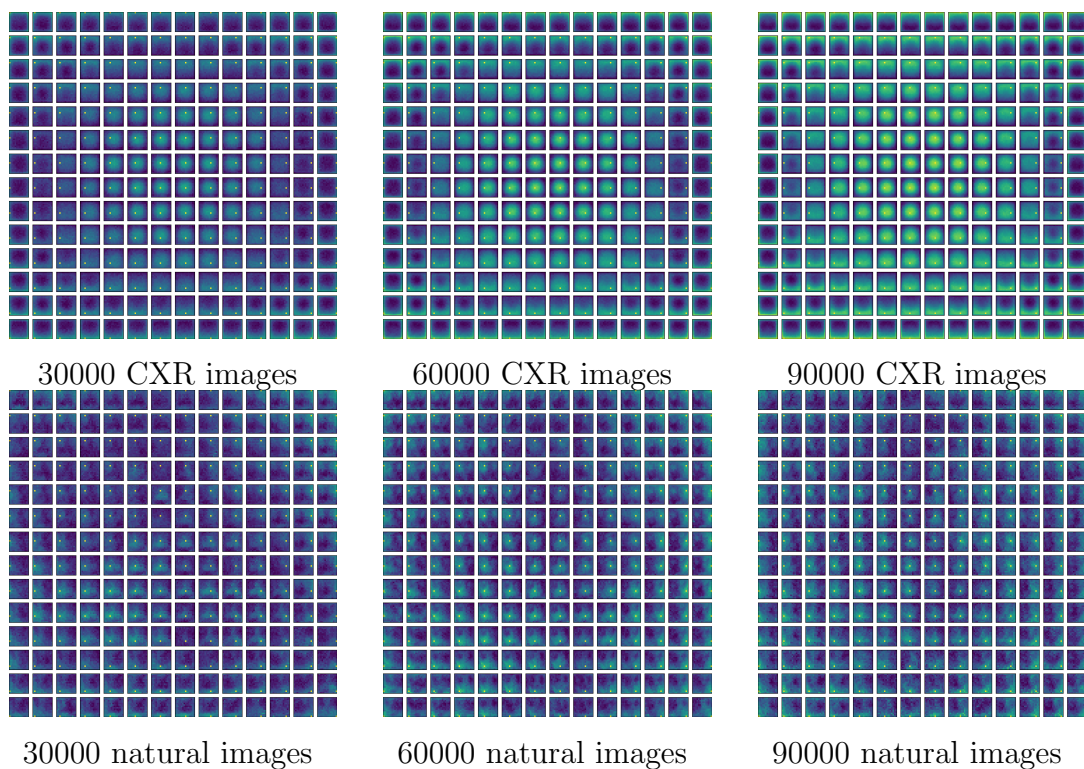 30000 CXR images
60000 CXR images
90000 CXR images
30000 natural images
60000 natural images
90000 natural images